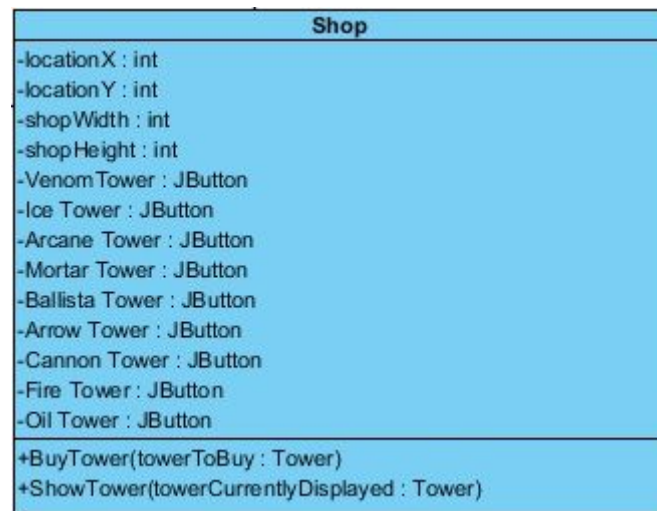 Shop
-locationX : int
-locationY : int
-shopWidth : int
-shopHeight : int
-VenomTower : JButton
-Ice Tower : JButton
-Arcane Tower : JButton
-Mortar Tower : JButton
-Ballista Tower : JButton
-Arrow Tower : JButton
-Cannon Tower : JButton
-Fire Tower : JButton
-Oil Tower : JButton
+BuyTower(towerToBuy : Tower)
+ShowTower(towerCurrentlyDisplayed : Tower)